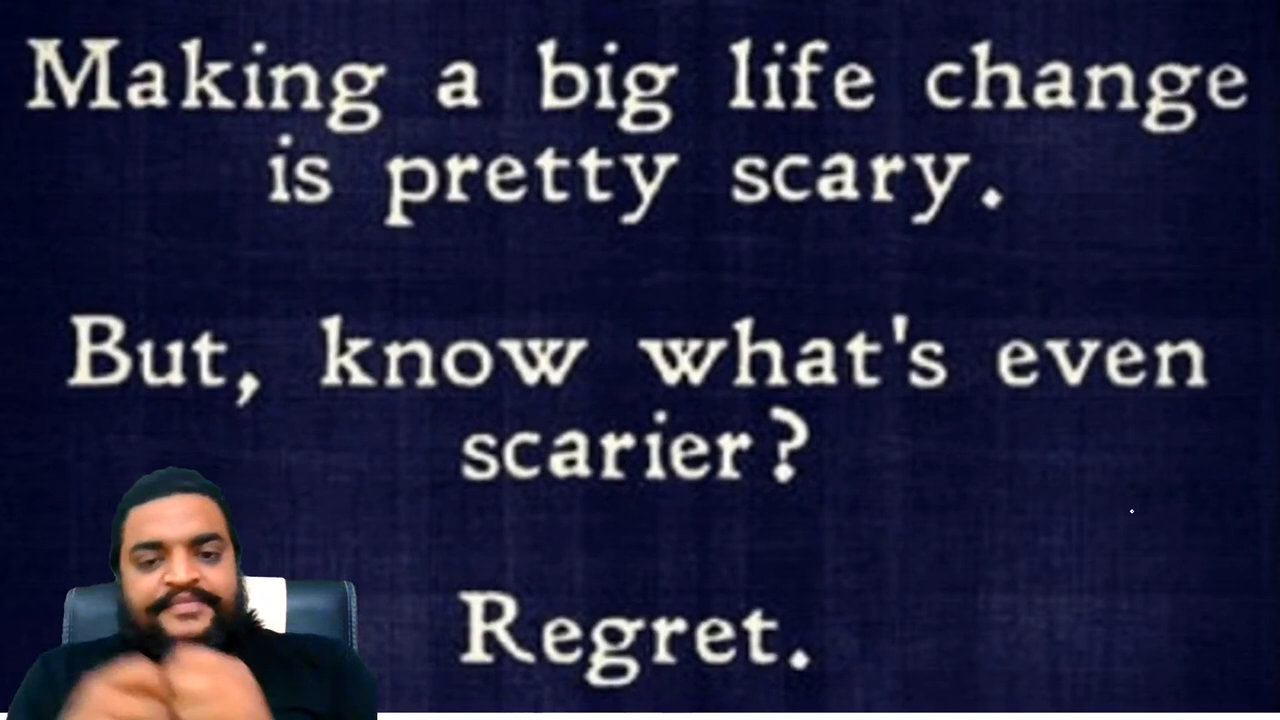 Making a big life change
is pretty scary.
But, know what's even
scarier?
Regret.